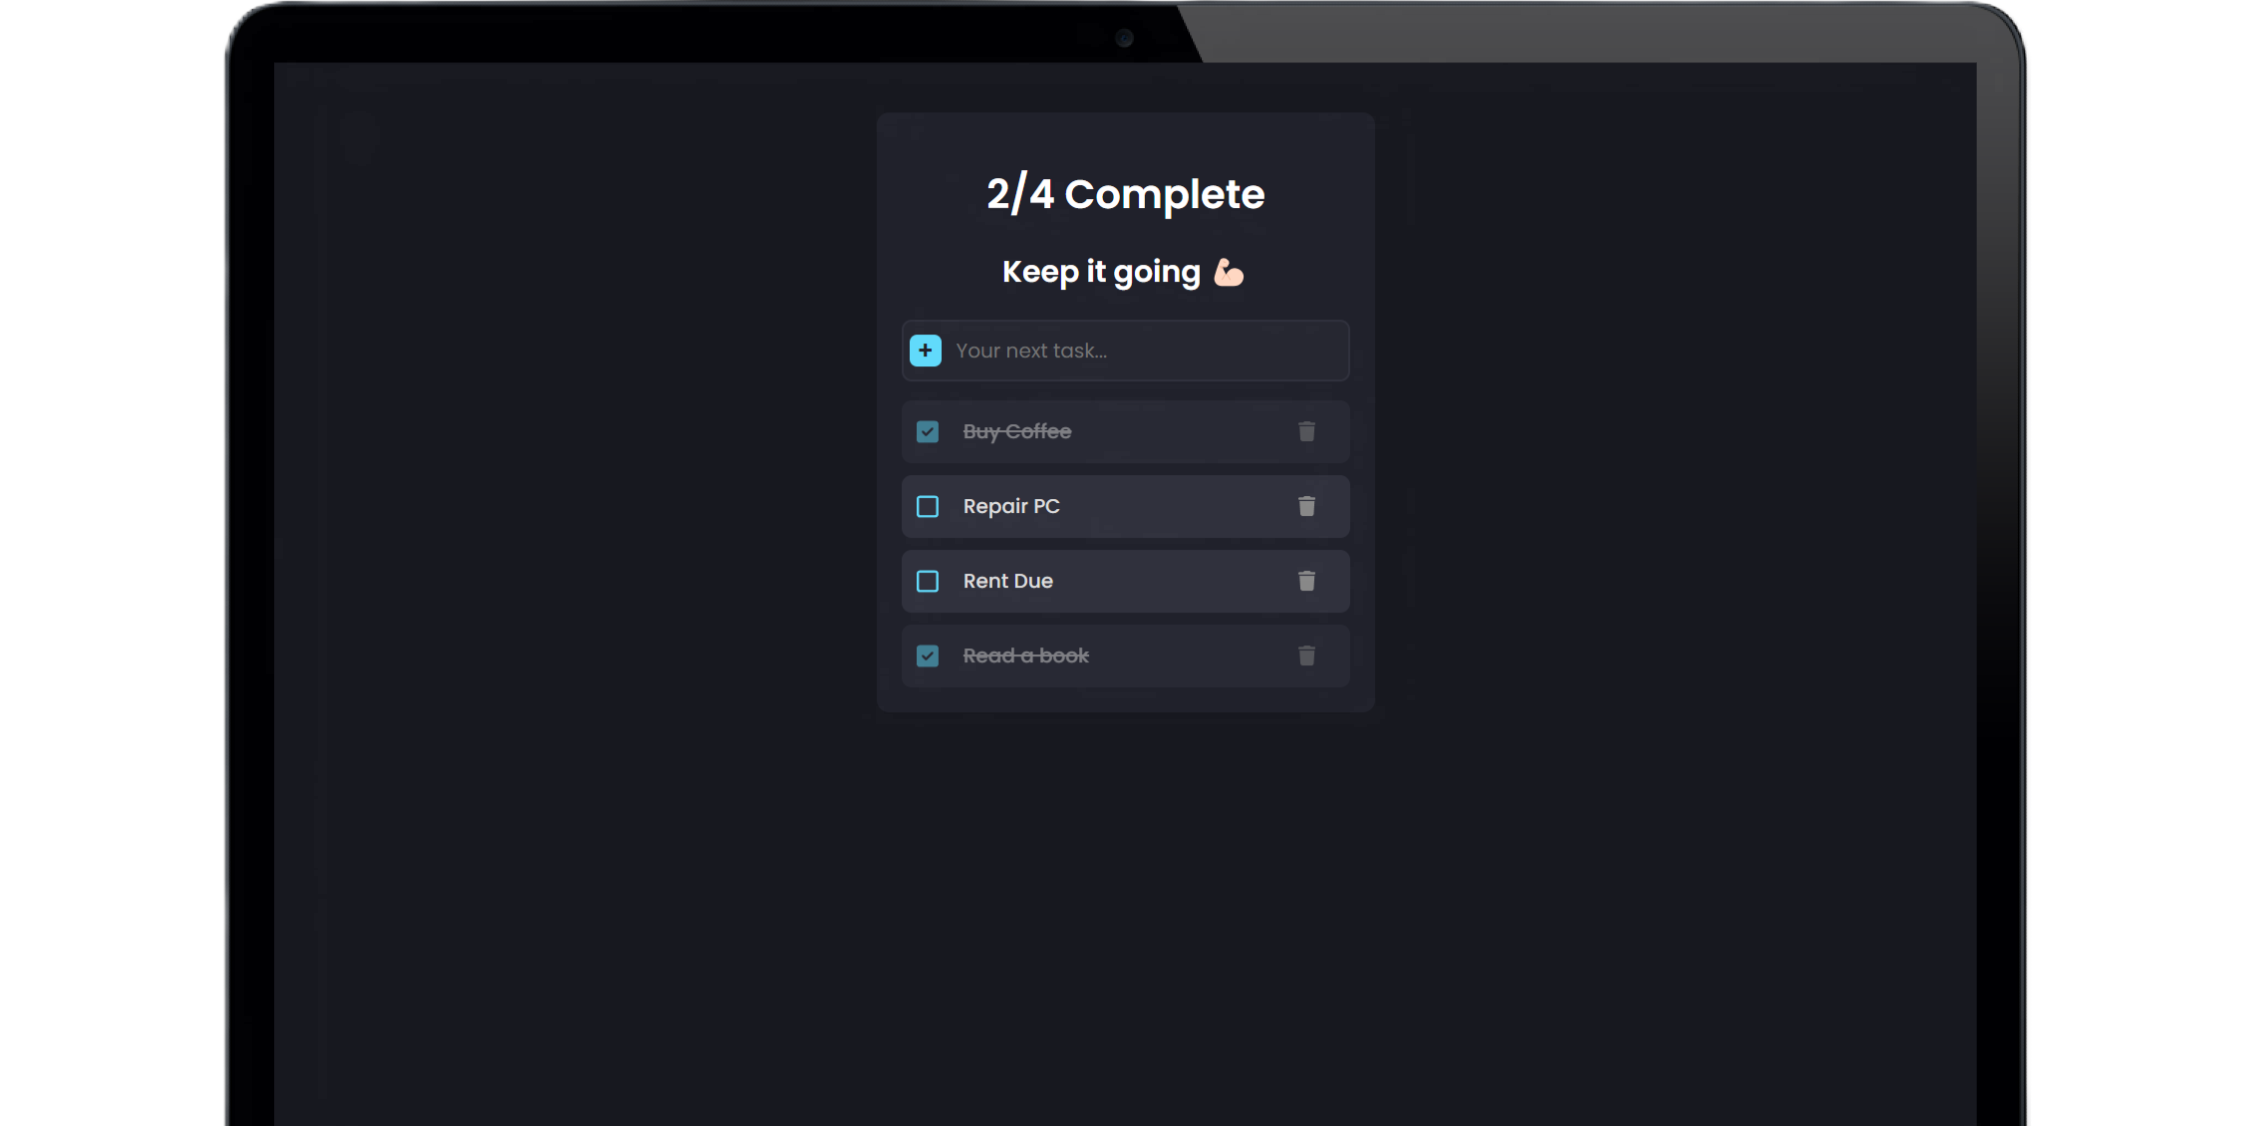 2/4 Complete
Keep it going 💪🏻
Your next task...
Buy Coffee
Repair PC
Rent Due
Read a book